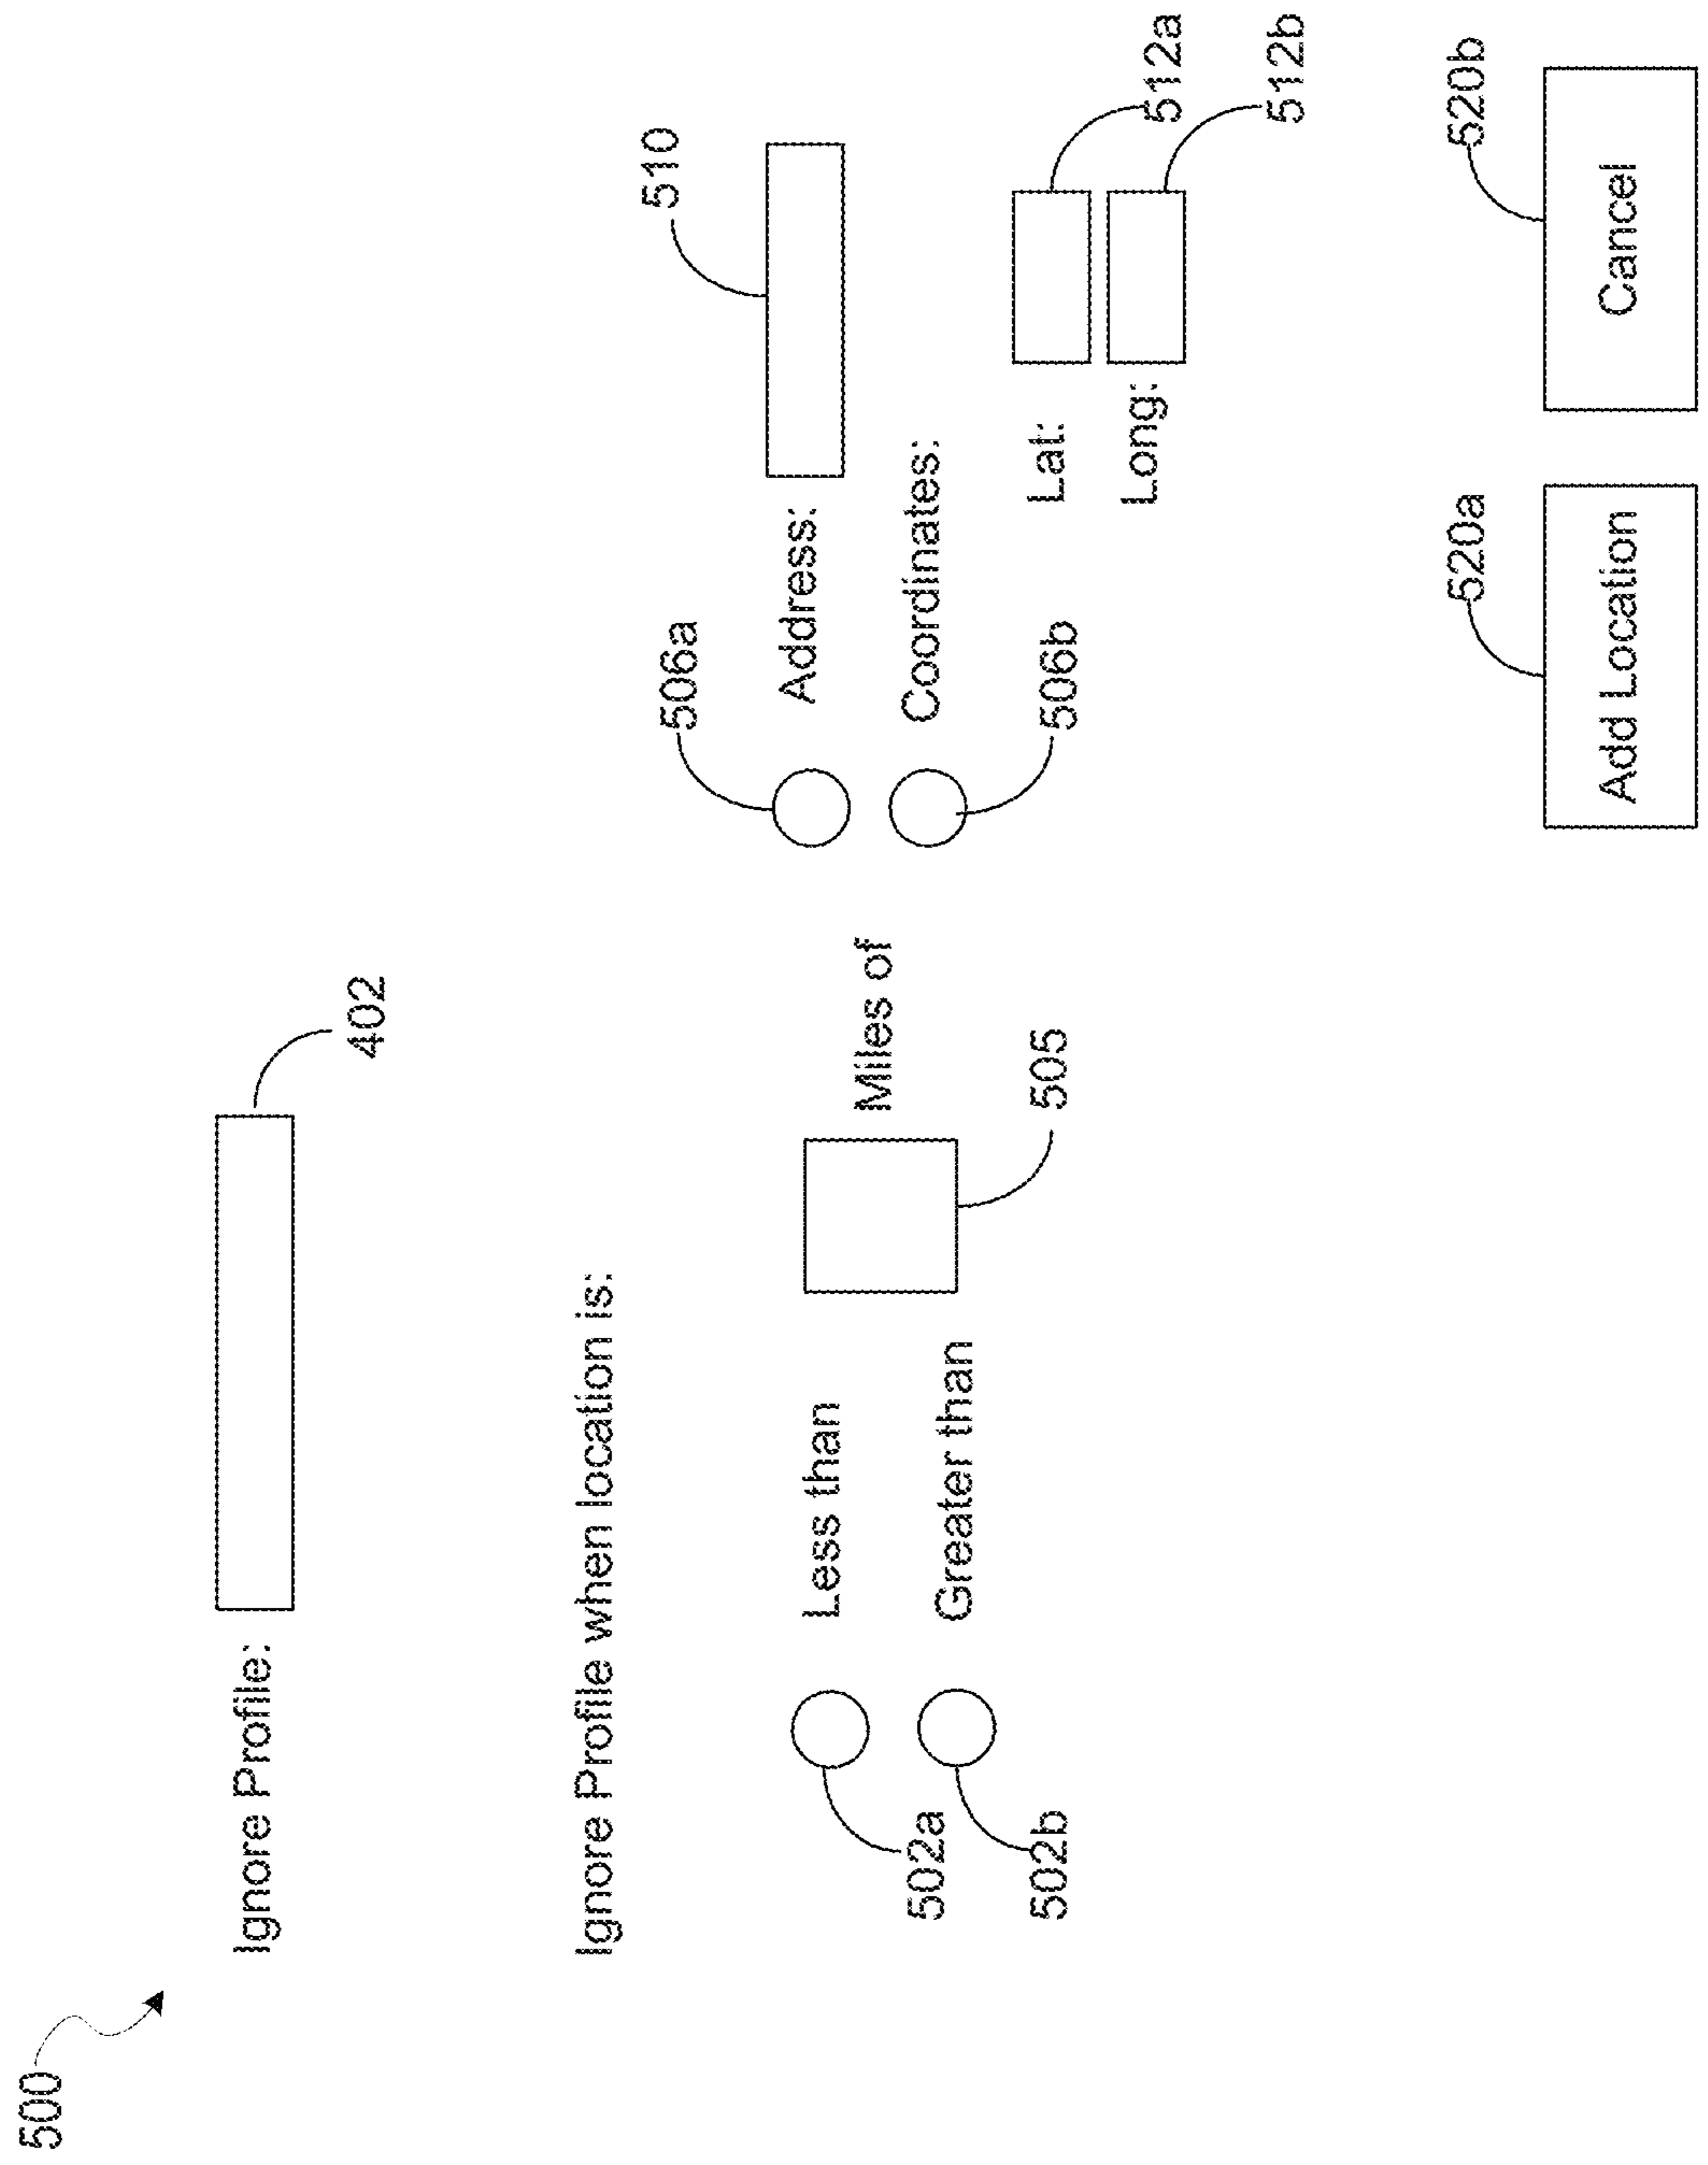 500
Ignore Profile:
402
Ignore Profile when location is:
510
506a
502a
Less than
Address:
Miles of
502b
Greater than
505
Coordinates:
506b
Lat:
512a
Long:
512b
520a
520b
Add Location
Cancel